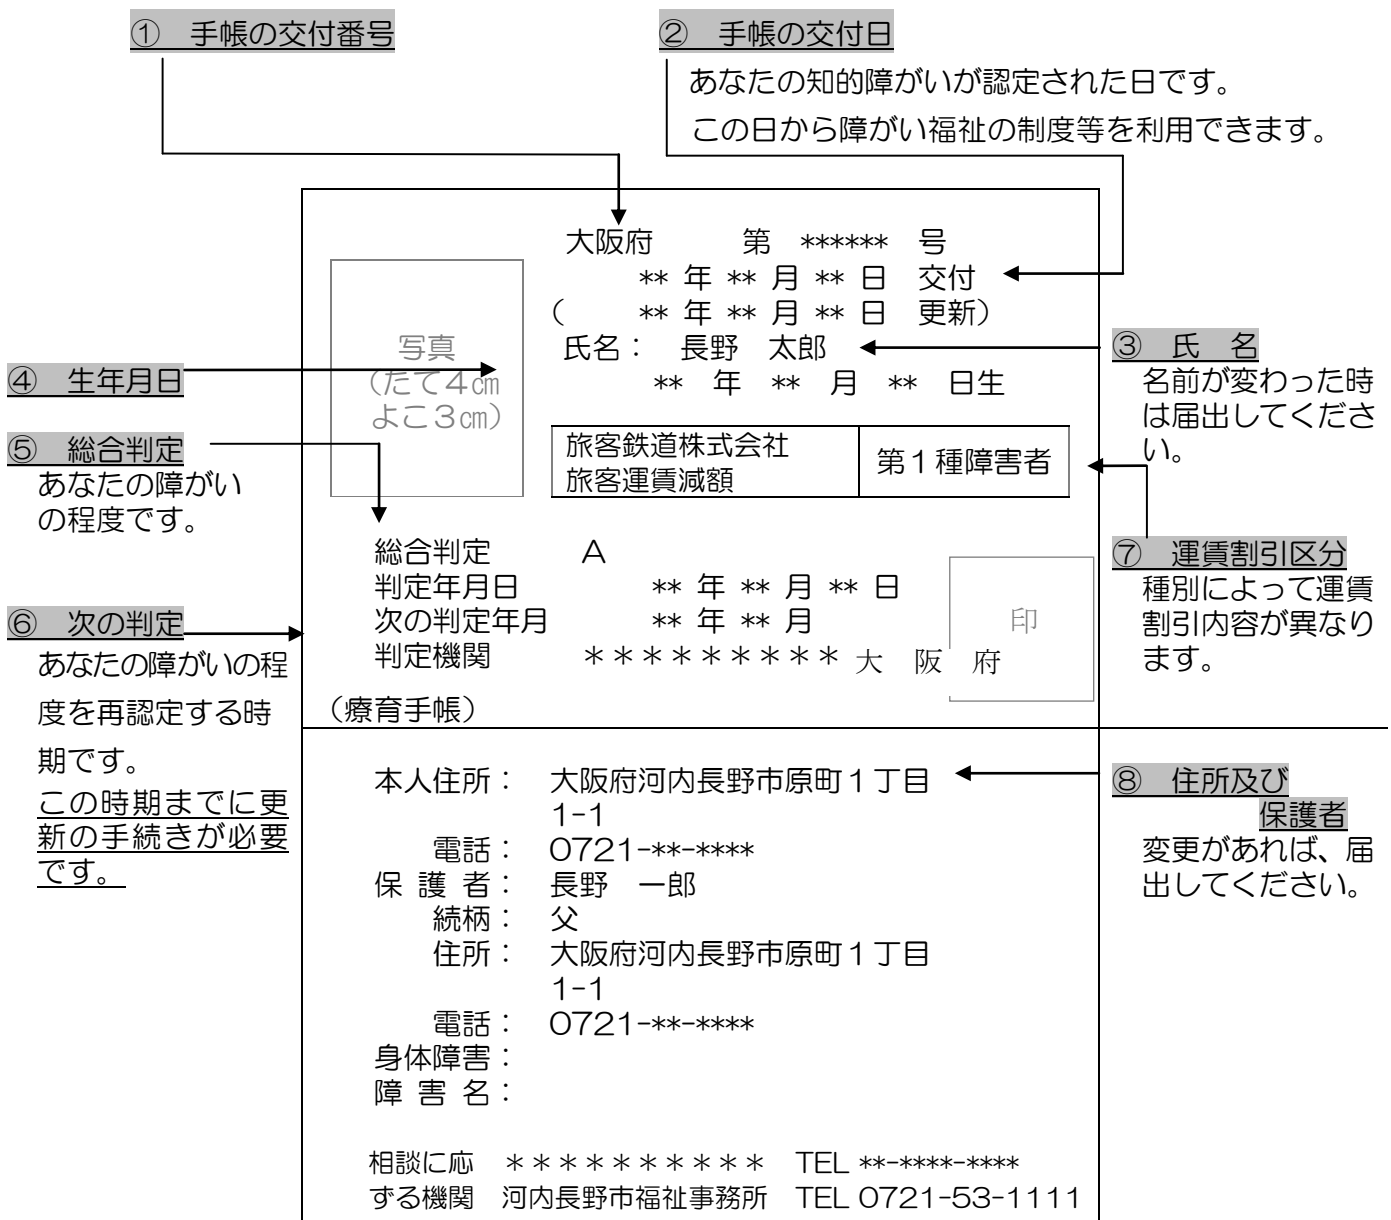 ① 手帳の交付番号
② 手帳の交付日
あなたの知的障がいが認定された日です。
この日から障がい福祉の制度等を利用できます。
大阪府 第 ****** 号
** 年 ** 月 ** 日 交付
( ** 年 ** 月 ** 日 更新)
氏名： 長野 太郎
** 年 ** 月 ** 日生
写真
(たて４㎝
よこ３㎝)
旅客鉄道株式会社
旅客運賃減額
第１種障害者
③ 氏 名
名前が変わった時
は届出してくださ
い。
④ 生年月日
⑤ 総合判定
あなたの障がい
の程度です。
総合判定 A
判定年月日 ** 年 ** 月 ** 日
次の判定年月 ** 年 ** 月
判定機関 ＊＊＊＊＊＊＊＊＊ 大 阪 府
印
(療育手帳)
⑦ 運賃割引区分
種別によって運賃
割引内容が異なり
ます。
⑥ 次の判定
あなたの障がいの程
度を再認定する時
期です。
この時期までに更
新の手続きが必要
です。
本人住所： 大阪府河内長野市原町１丁目
1-1
電話： 0721-**-****
保 護 者： 長野 一郎
続柄： 父
住所： 大阪府河内長野市原町１丁目
1-1
電話： 0721-**-****
身体障害：
障 害 名：
相談に応 ＊＊＊＊＊＊＊＊＊＊ TEL **-****-****
ずる機関 河内長野市福祉事務所 TEL 0721-53-1111
⑧ 住所及び
保護者
変更があれば、届
出してください。